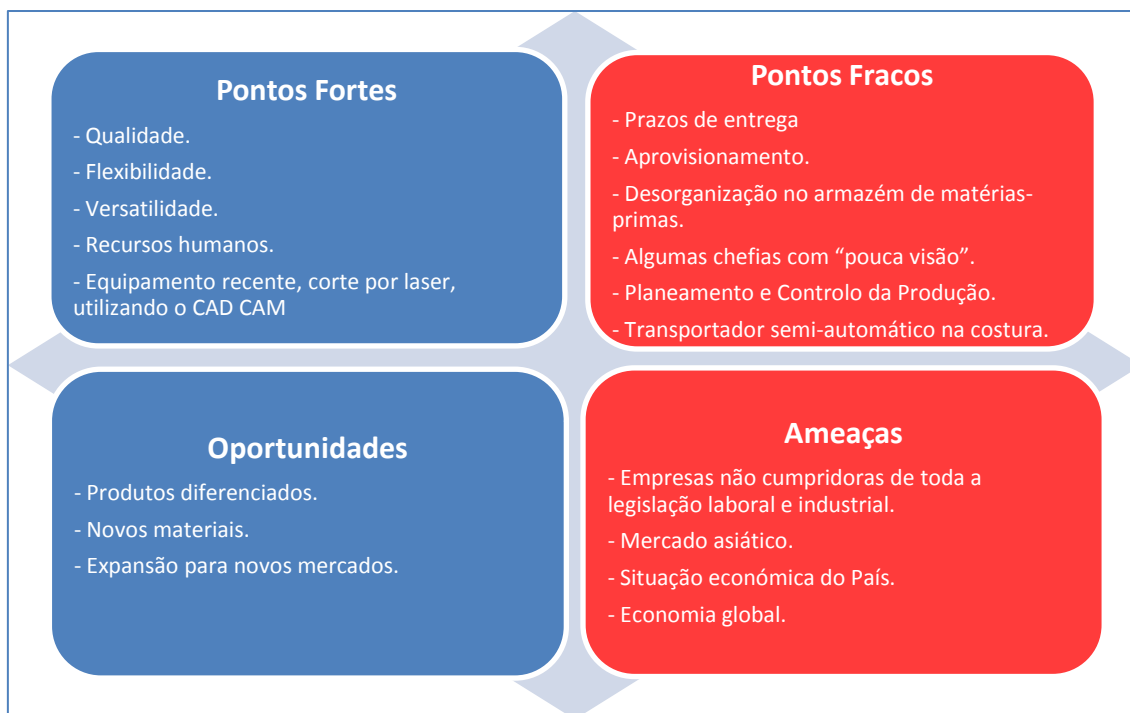 Pontos Fortes
- Qualidade.
- Flexibilidade.
- Versatilidade.
- Recursos humanos.
- Equipamento recente, corte por laser,
utilizando o CAD CAM
Pontos Fracos
- Prazos de entrega
- Aprovisionamento.
- Desorganização no armazém de matérias-
primas.
- Algumas chefias com “pouca visão”.
- Planeamento e Controlo da Produção.
- Transportador semi-automático na costura.
Oportunidades
- Produtos diferenciados.
- Novos materiais.
- Expansão para novos mercados.
Ameaças
- Empresas não cumpridoras de toda a
legislação laboral e industrial.
- Mercado asiático.
- Situação económica do País.
- Economia global.